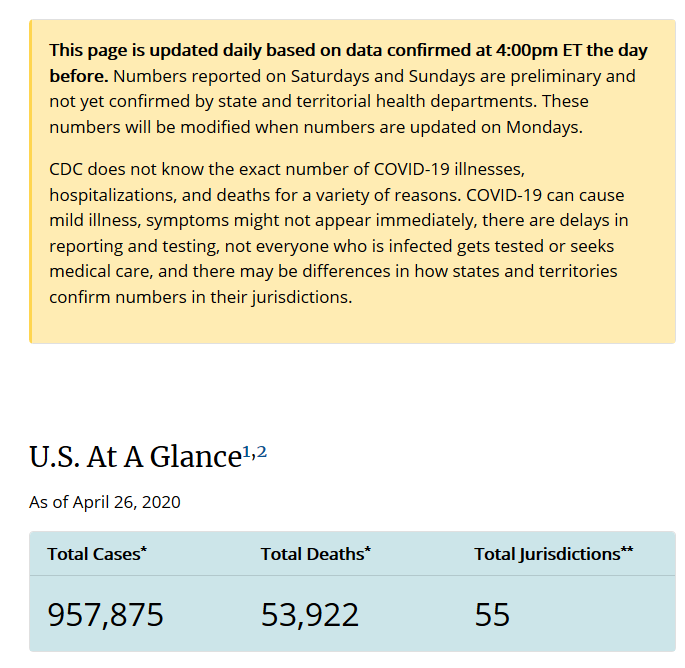 This page is updated daily based on data confirmed at 4:00pm ET the day
before. Numbers reported on Saturdays and Sundays are preliminary and
not yet confirmed by state and territorial health departments. These
numbers will be modified when numbers are updated on Mondays.
CDC does not know the exact number of COVID-19 illnesses,
hospitalizations, and deaths for a variety of reasons. COVID-19 can cause
mild illness, symptoms might not appear immediately, there are delays in
reporting and testing, not everyone who is infected gets tested or seeks
medical care, and there may be differences in how states and territories
confirm numbers in their jurisdictions.
U.S. At A Glance1,2
As of April 26, 2020
Total Cases* Total Deaths* Total Jurisdictions**
957,875 53,922 55